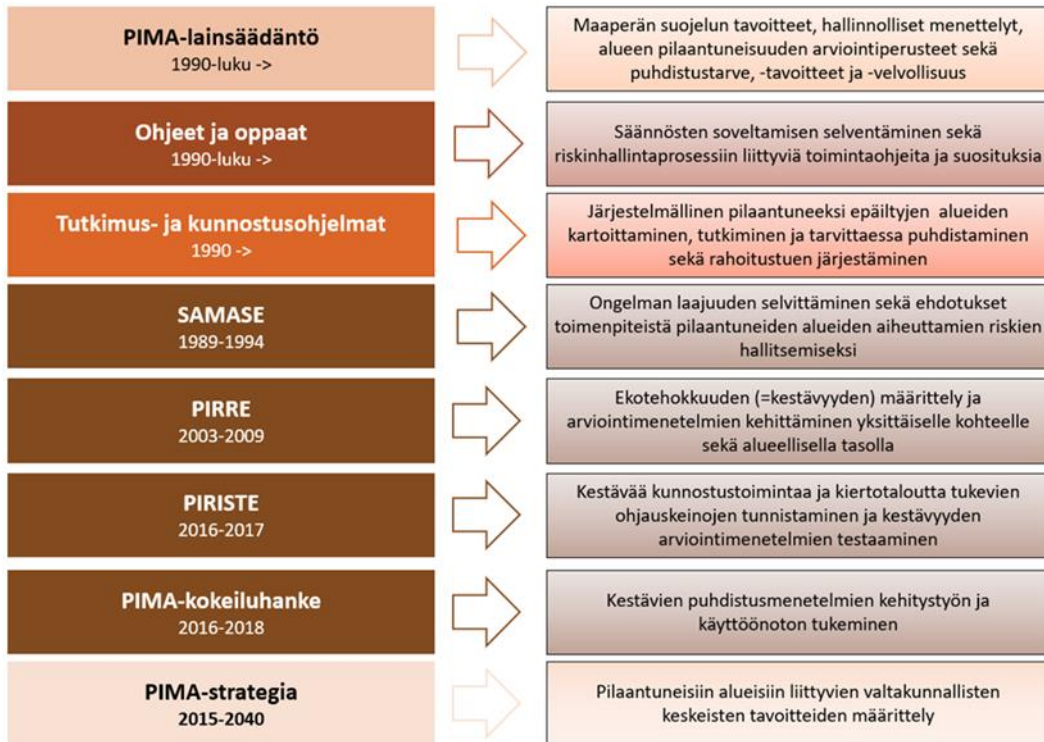 PIMA-lainsäädäntö
1990-luku ->
Maaperän suojelun tavoitteet, hallinnolliset menettelyt,
alueen pilaantuneisuuden arviointiperusteet sekä
puhdistustarve, -tavoitteet ja -velvollisuus
Ohjeet ja oppaat
1990-luku ->
Säännösten soveltamisen selventäminen sekä
riskinhallintaprosessiin liittyviä toimintaohjeita ja suosituksia
Tutkimus- ja kunnostusohjelmat
1990 ->
Järjestelmällinen pilaantuneeksi epäiltyjen alueiden
kartoittaminen, tutkiminen ja tarvittaessa puhdistaminen
sekä rahoitustuen järjestäminen
SAMASE
1989-1994
Ongelman laajuuden selvittäminen sekä ehdotukset
toimenpiteistä pilaantuneiden alueiden aiheuttamien riskien
hallitsemiseksi
PIRRE
2003-2009
Ekotehokkuuden (=kestävyyden) määrittely ja
arviointimenetelmien kehittäminen yksittäiselle kohteelle
sekä alueellisella tasolla
PIRISTE
2016-2017
Kestävää kunnostustoimintaa ja kiertotaloutta tukevien
ohjauskeinojen tunnistaminen ja kestävyyden
arviointimenetelmien testaaminen
PIMA-kokeiluhanke
2016-2018
Kestävien puhdistusmenetelmien kehitystyön ja
käyttöönoton tukeminen
PIMA-strategia
2015-2040
Pilaantuneisiin alueisiin liittyvien valtakunnallisten
keskeisten tavoitteiden määrittely